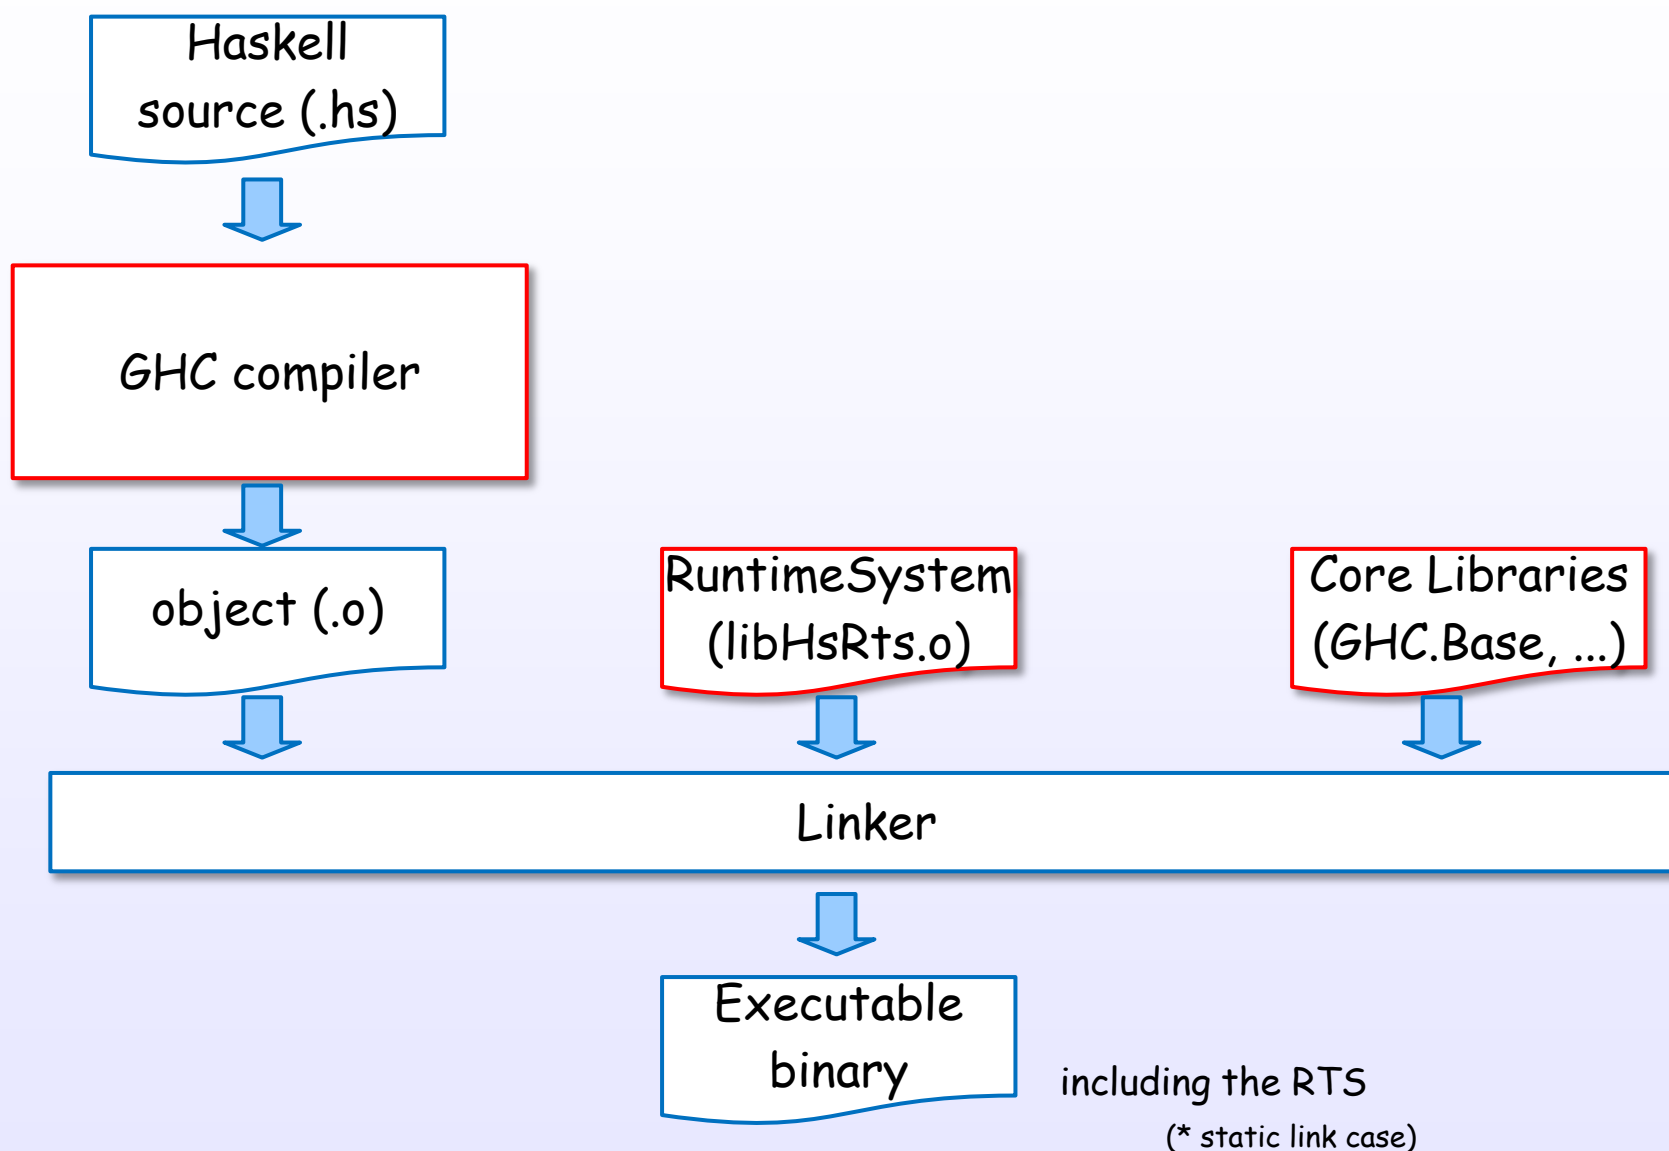 Haskell
source (.hs)
GHC compiler
object (.o)
RuntimeSystem
(libHsRts.o)
Core Libraries
(GHC.Base, ...)
Linker
Executable
binary
including the RTS
(* static link case)